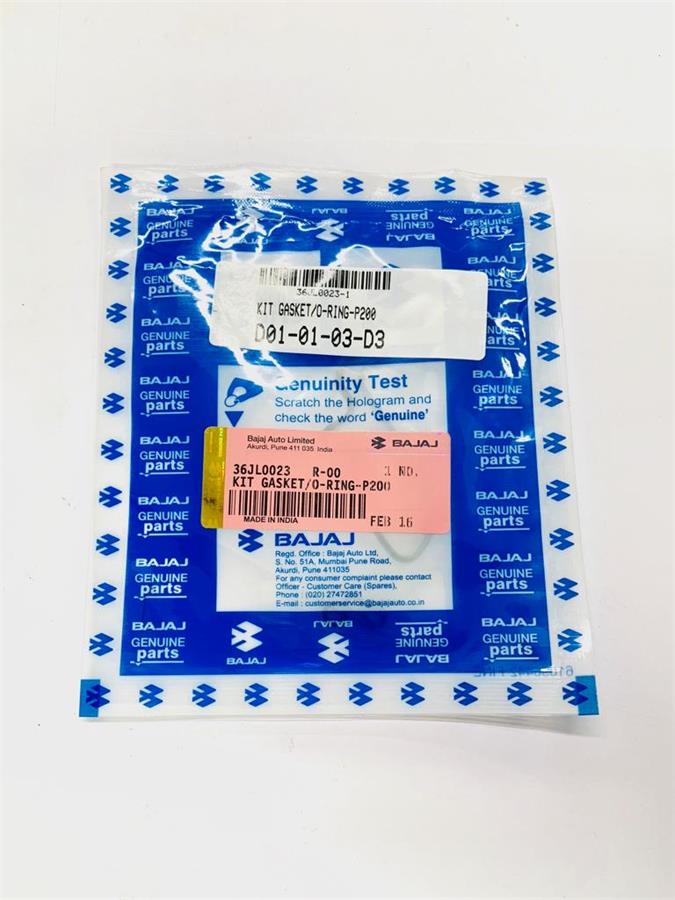 BAJAJ
GENUINE
parts
36JL0023-1
KIT GASKET/O-RING-P200
D01-01-03-D3
Genuinity Test
Scratch the Hologram and
check the word 'Genuine'
Bajaj Auto Limited
Akurdi, Pune 411 035 India
BAJAJ
36JL0023 R-00 1 NO.
KIT GASKET/O-RING-P200
MADE IN INDIA
FEB 16
BAJAJ
Regd. Office : Bajaj Auto Ltd,
S. No. 51A, Mumbai Pune Road,
Akurdi, Pune 411035
For any consumer complaint please contact
Officer - Customer Care (Spares),
Phone : (020) 27472851
E-mail : customerservice@bajajauto.co.in
BAJAJ
GENUINE
parts